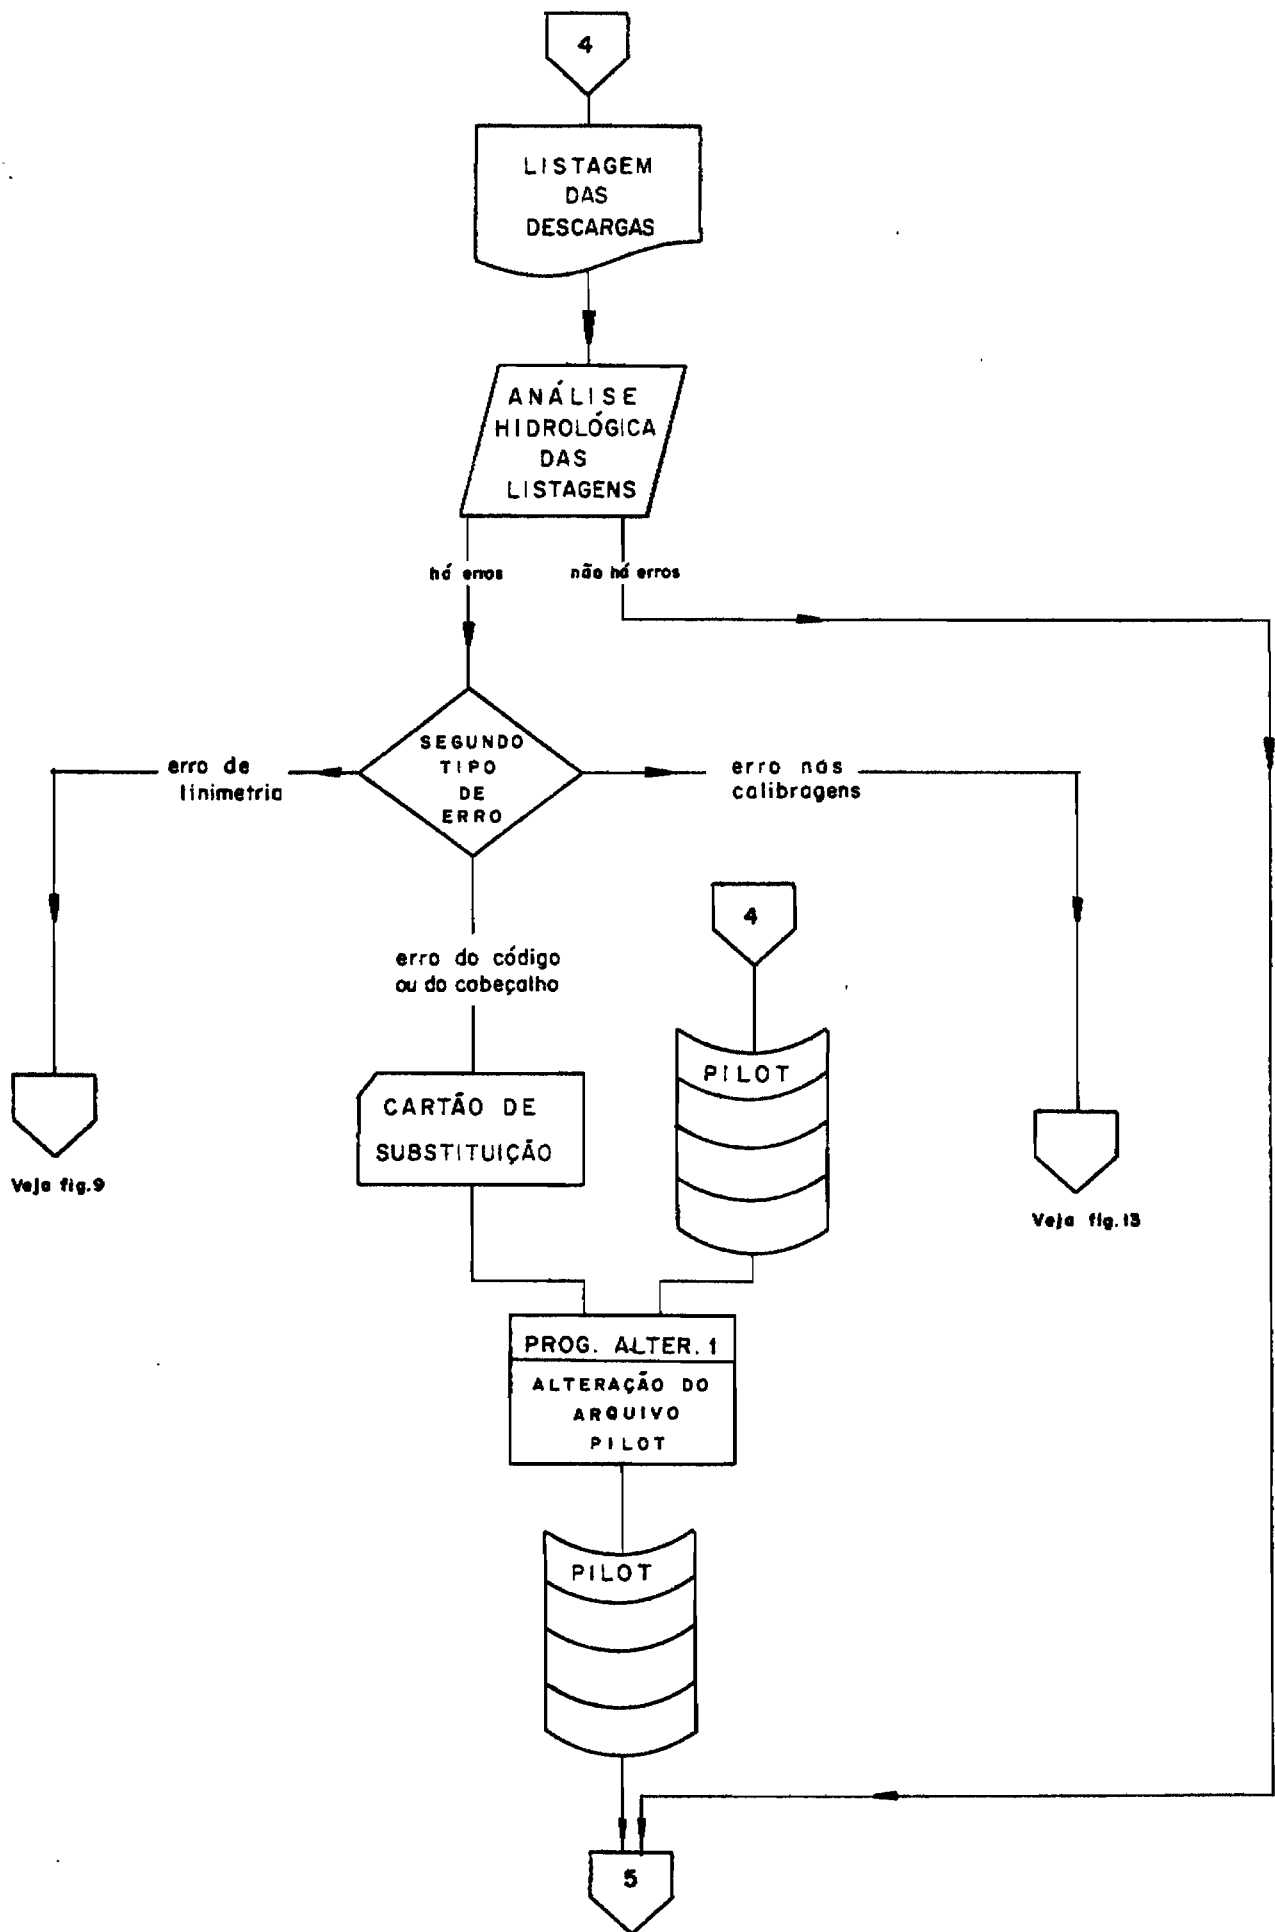 4
LISTAGEM
DAS
DESCARGAS
ANÁLISE
HIDROLÓGICA
DAS
LISTAGENS
há erros
não há erros
SEGUNDO
TIPO
DE
ERRO
erro de
linimetria
erro nas
calibragens
erro do código
ou do cabeçalho
4
PILOT
CARTÃO DE
SUBSTITUIÇÃO
Veja fig.9
Veja fig.13
PROG. ALTER. 1
ALTERAÇÃO DO
ARQUIVO
PILOT
PILOT
5